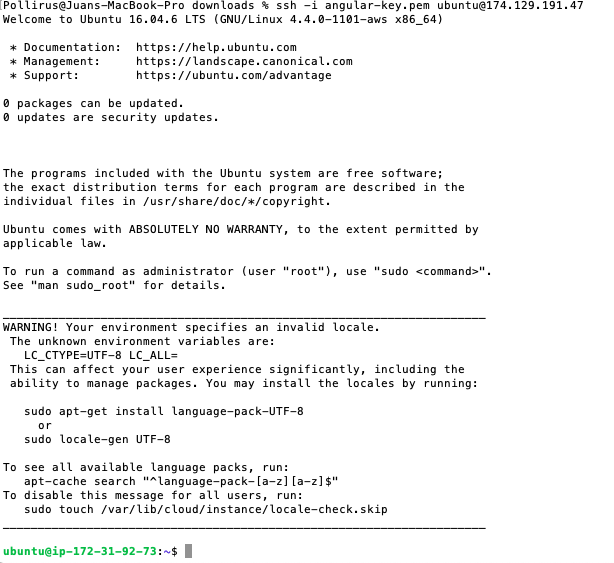 [Pollirus@Juans-MacBook-Pro downloads % ssh -i angular-key.pem ubuntu@174.129.191.47
Welcome to Ubuntu 16.04.6 LTS (GNU/Linux 4.4.0-1101-aws x86_64)
* Documentation:  https://help.ubuntu.com
* Management:     https://landscape.canonical.com
* Support:        https://ubuntu.com/advantage
0 packages can be updated.
0 updates are security updates.
The programs included with the Ubuntu system are free software;
the exact distribution terms for each program are described in the
individual files in /usr/share/doc/*/copyright.
Ubuntu comes with ABSOLUTELY NO WARRANTY, to the extent permitted by
applicable law.
To run a command as administrator (user "root"), use "sudo <command>".
See "man sudo_root" for details.
WARNING! Your environment specifies an invalid locale.
The unknown environment variables are:
LC_CTYPE=UTF-8 LC_ALL=
This can affect your user experience significantly, including the
ability to manage packages. You may install the locales by running:
sudo apt-get install language-pack-UTF-8
or
sudo locale-gen UTF-8
To see all available language packs, run:
apt-cache search "^language-pack-[a-z][a-z]$"
To disable this message for all users, run:
sudo touch /var/lib/cloud/instance/locale-check.skip
ubuntu@ip-172-31-92-73:~$